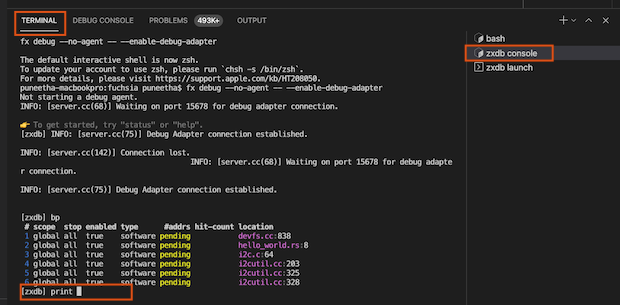 TERMINAL DEBUG CONSOLE PROBLEMS 493K+ OUTPUT
fx debug --no-agent -- --enable-debug-adapter
The default interactive shell is now zsh.
To update your account to use zsh, please run `chsh -s /bin/zsh`.
For more details, please visit https://support.apple.com/kb/HT208050.
puneetha-macbookpro:fuchsia puneetha$ fx debug --no-agent -- --enable-debug-adapter
Not starting a debug agent.
INFO: [server.cc(68)] Waiting on port 15678 for debug adapter connection.
👉 To get started, try "status" or "help".
[zxdb] INFO: [server.cc(75)] Debug Adapter connection established.
INFO: [server.cc(142)] Connection lost.
INFO: [server.cc(68)] Waiting on port 15678 for debug adapte
r connection.
INFO: [server.cc(75)] Debug Adapter connection established.
[zxdb] bp
# scope stop enabled type #addrs hit-count location
1 global all true software pending devfs.cc:838
2 global all true software pending hello_world.rs:8
3 global all true software pending i2c.c:64
4 global all true software pending i2cutil.cc:203
5 global all true software pending i2cutil.cc:325
6 global all true software pending i2cutil.cc:328
[zxdb] print
bash
zxdb console
zxdb launch